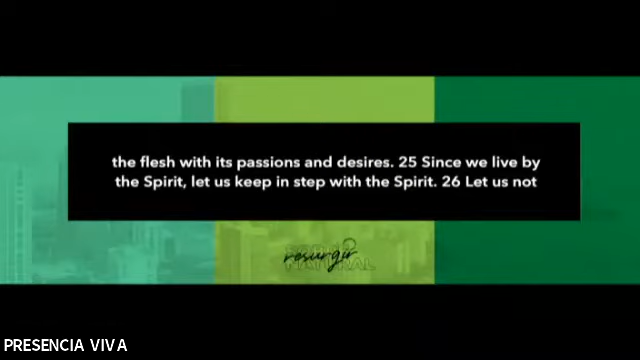 the flesh with its passions and desires. 25 Since we live by
the Spirit, let us keep in step with the Spirit. 26 Let us not
resurgir
NATURAL
PRESENCIA VIVA